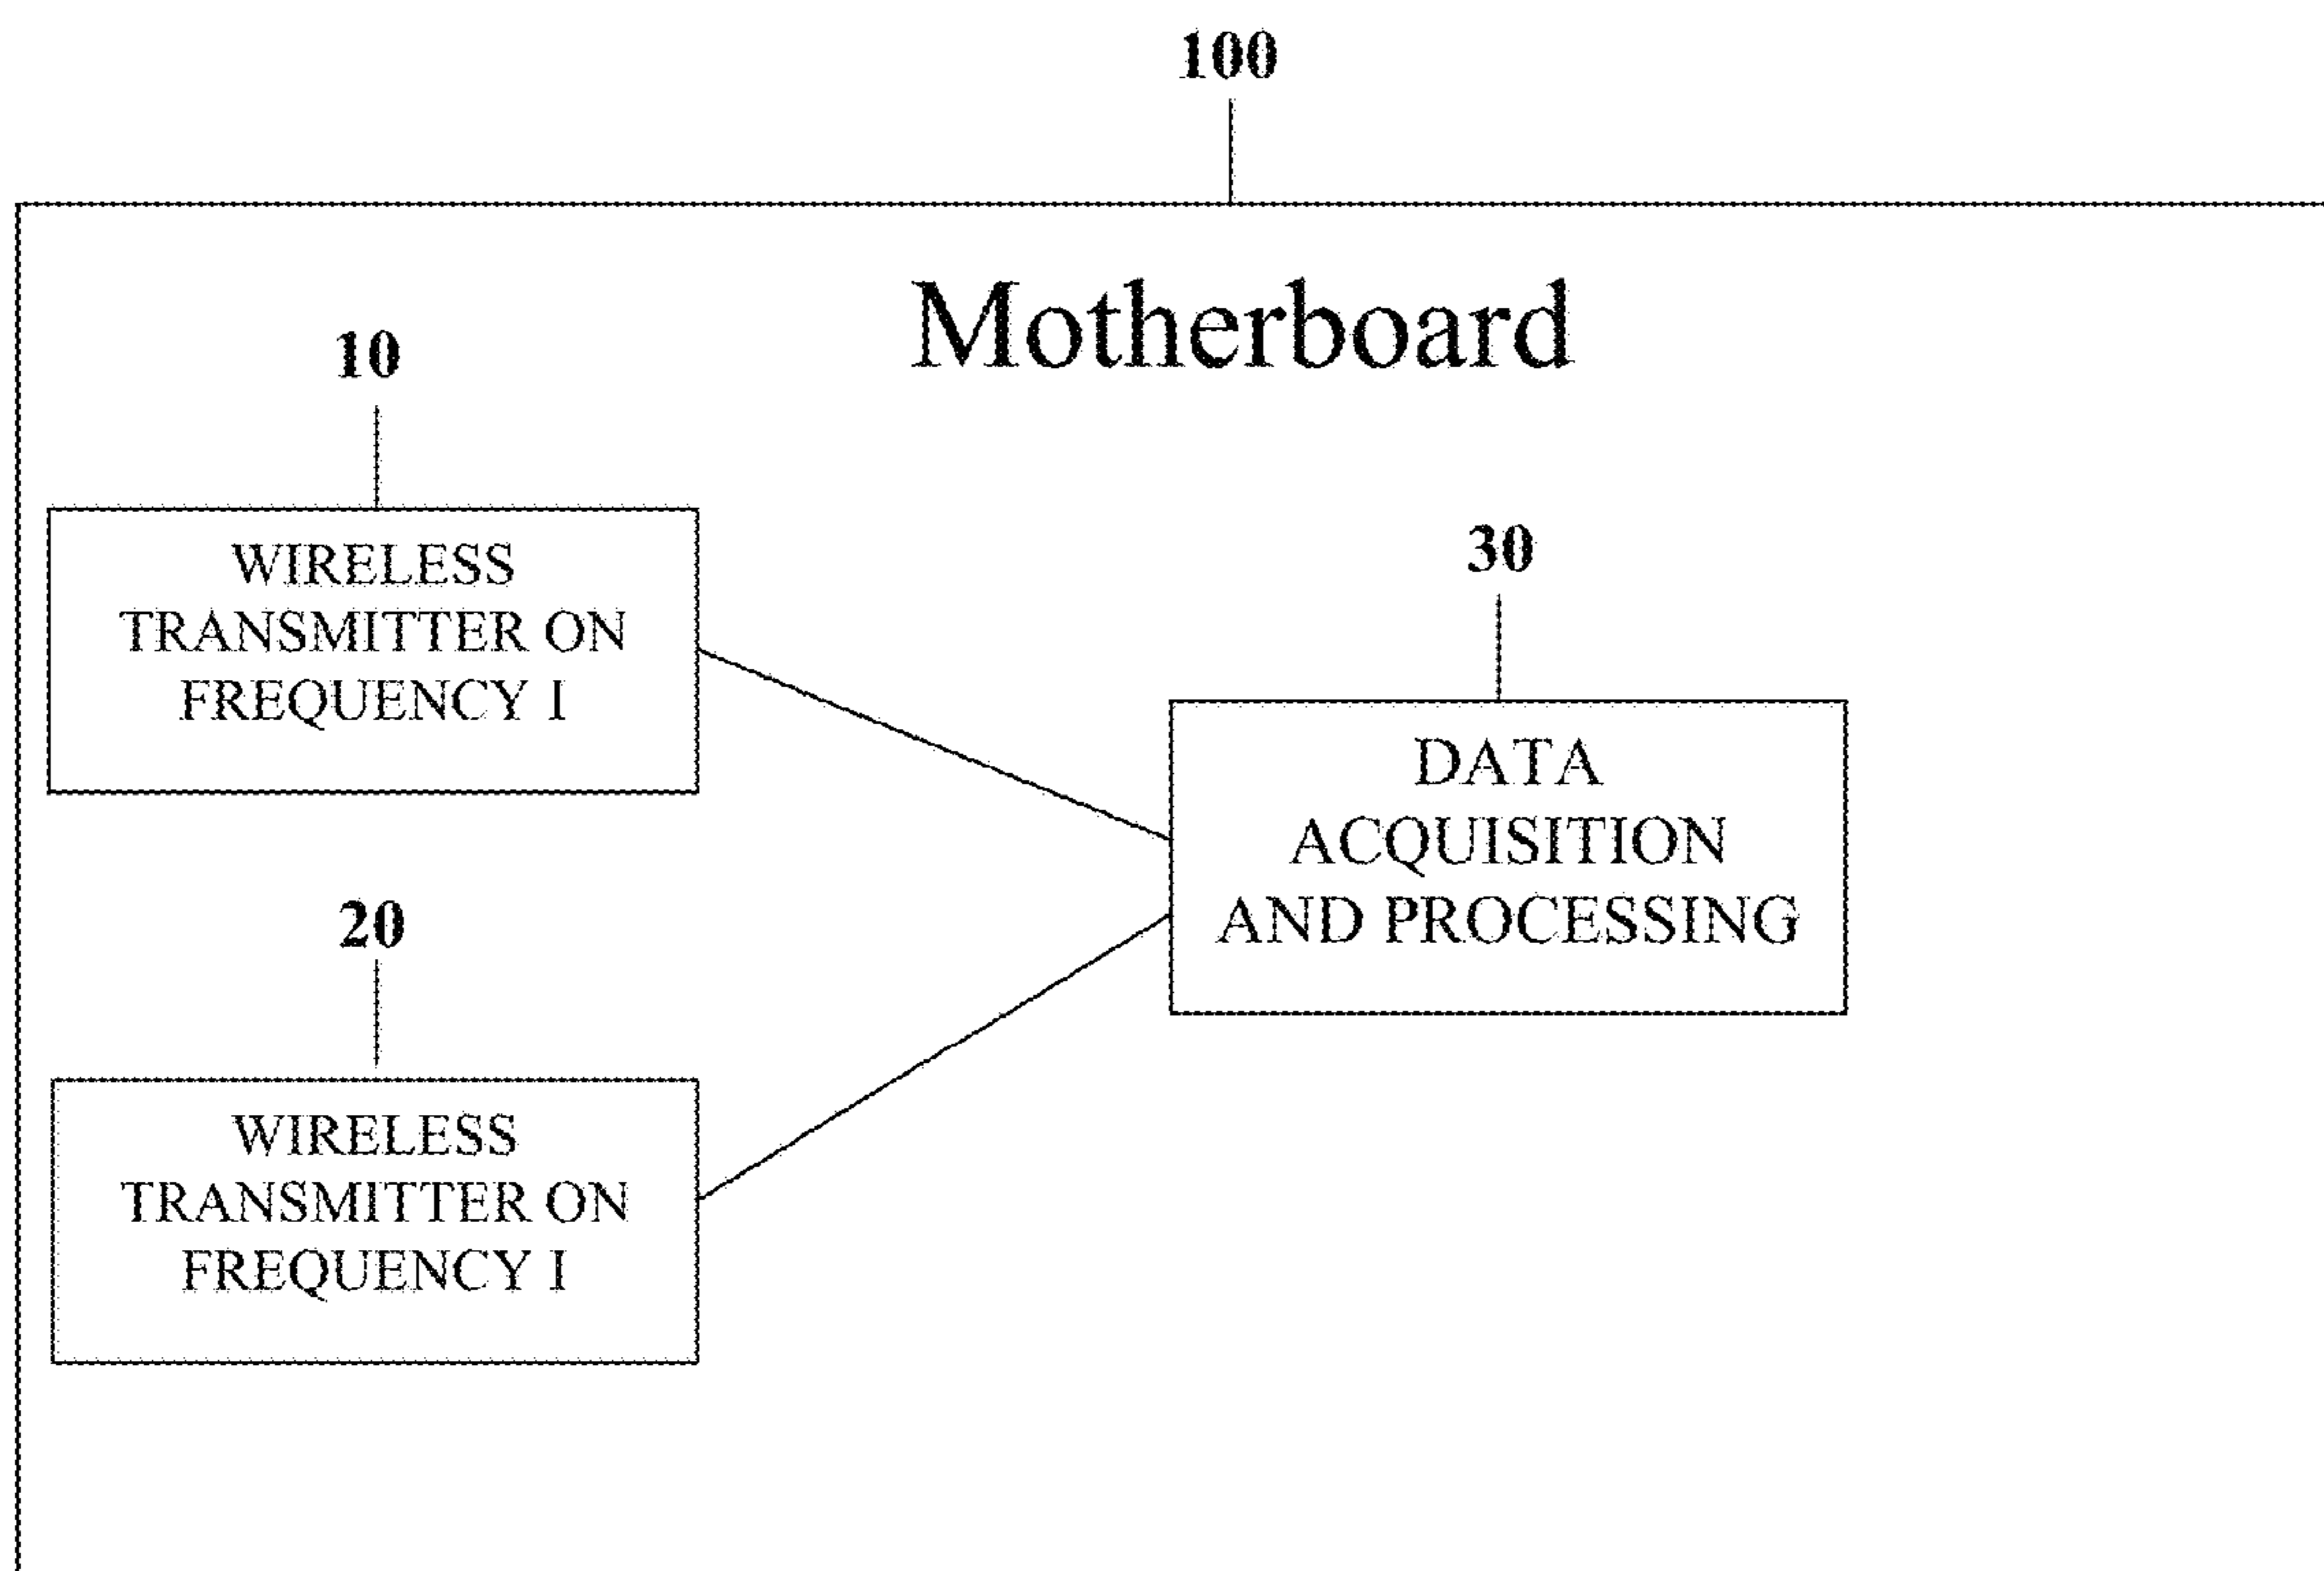 100
Motherboard
10
WIRELESS
TRANSMITTER ON
FREQUENCY I
30
DATA
ACQUISITION
AND PROCESSING
20
WIRELESS
TRANSMITTER ON
FREQUENCY I